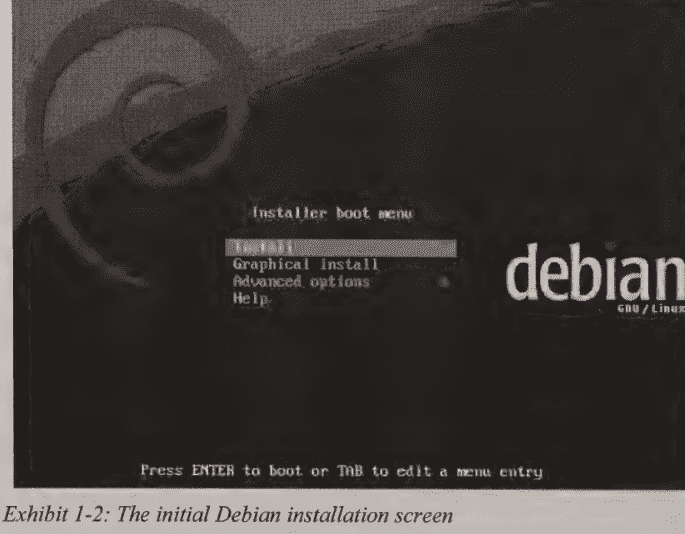 Installer boot menu
Install
Graphical install
Advanced options
Help
debian
GNU / Linux
Press ENTER to boot or TAB to edit a menu entry
Exhibit 1-2: The initial Debian installation screen